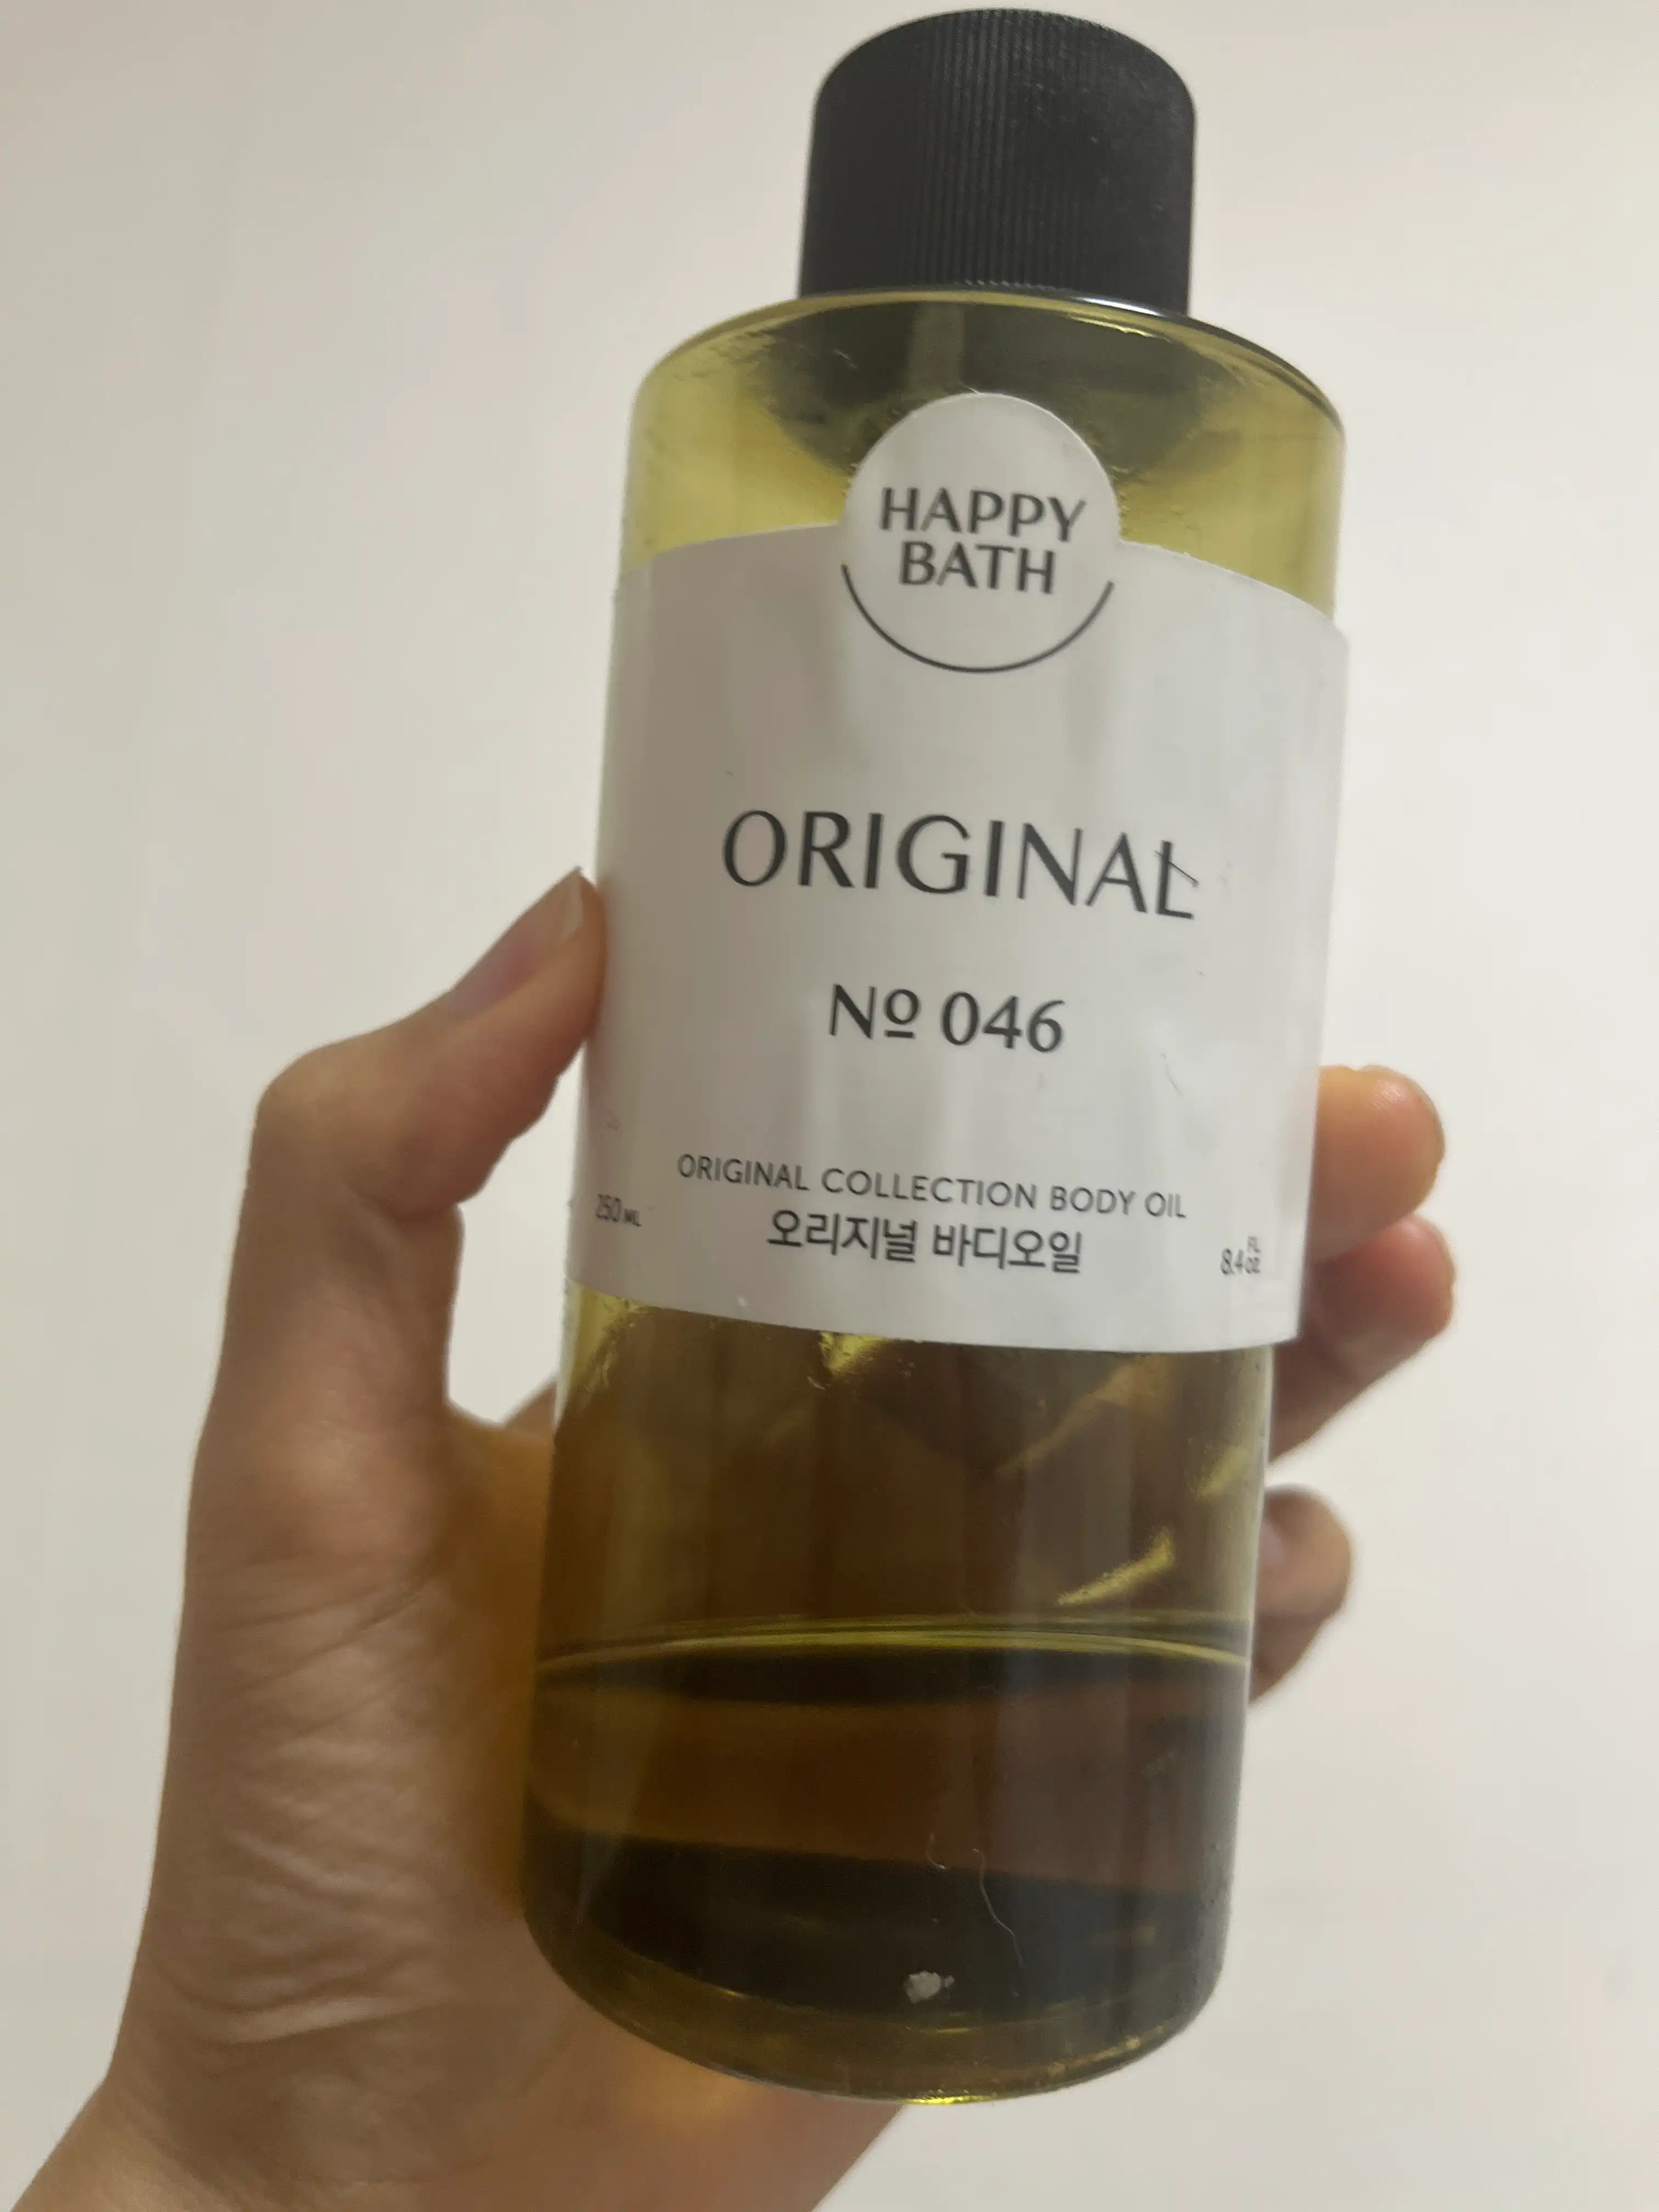 HAPPY
BATH
ORIGINAL
Nº 046
ORIGINAL COLLECTION BODY OIL
오리지널 바디오일
250 ML
8.4 FL oz